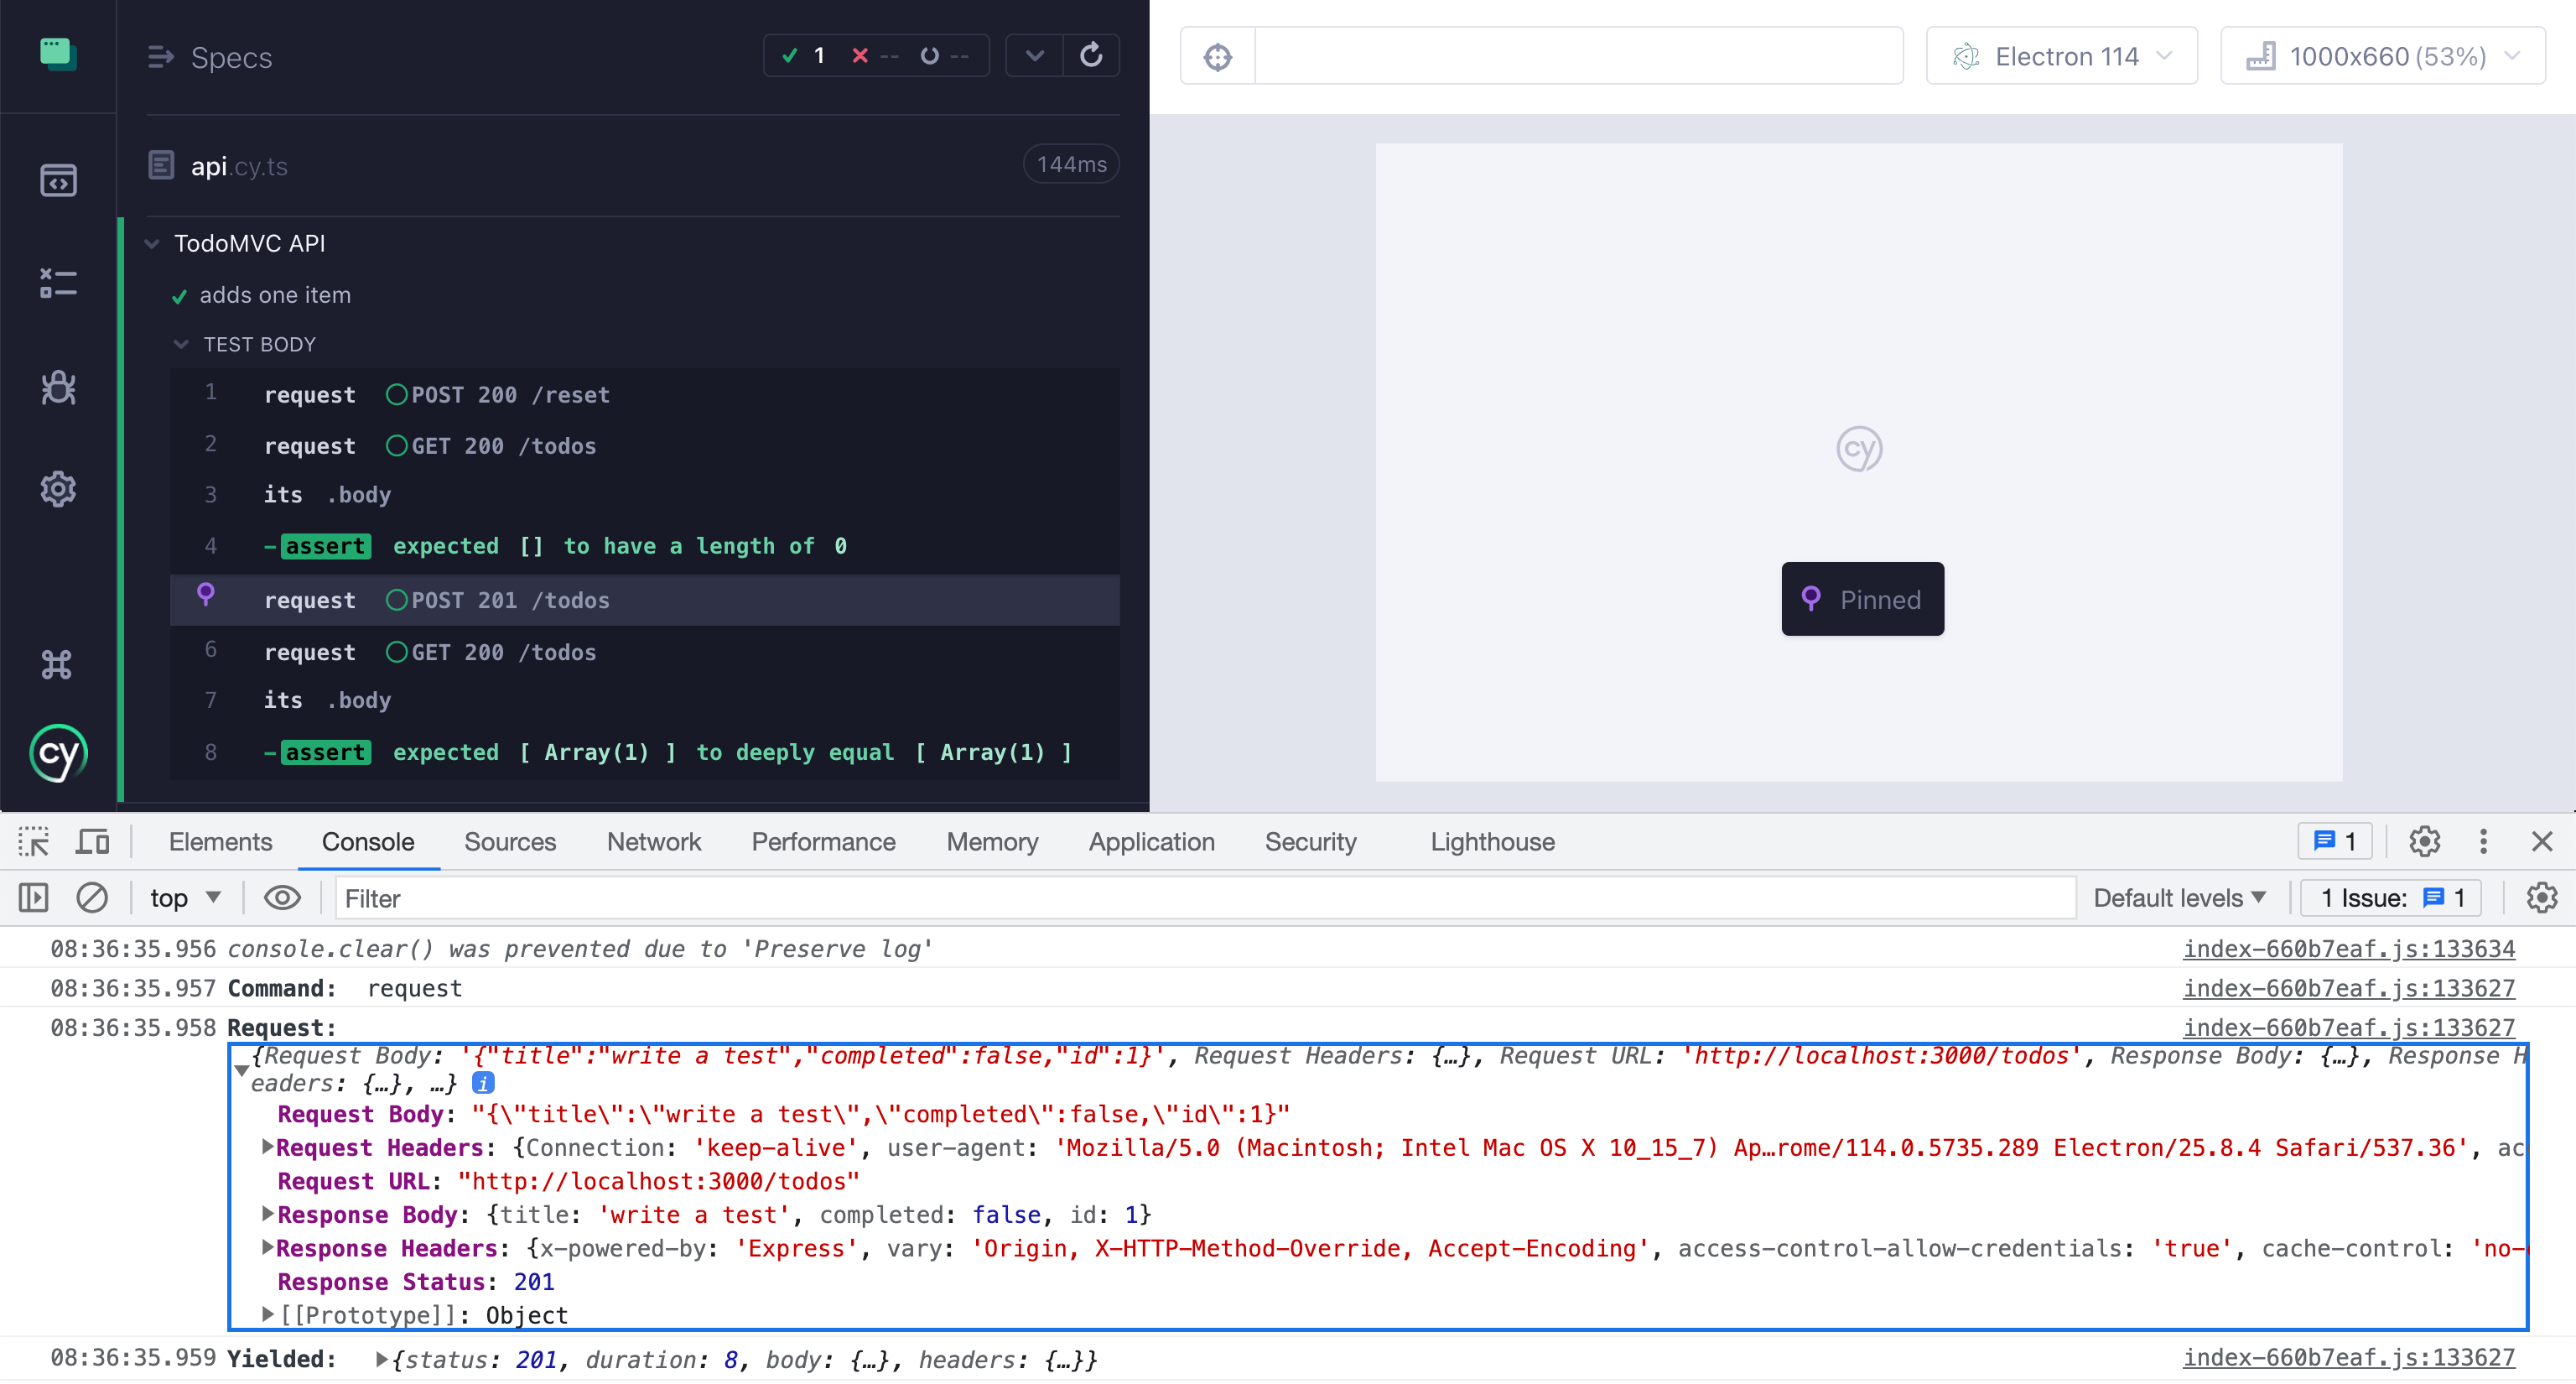 Specs
1 -- --
Electron 114
1000x660 (53%)
api.cy.ts
144ms
TodoMVC API
adds one item
TEST BODY
1 request POST 200 /reset
2 request GET 200 /todos
3 its .body
4 -assert expected [] to have a length of 0
request POST 201 /todos
6 request GET 200 /todos
7 its .body
8 -assert expected [ Array(1) ] to deeply equal [ Array(1) ]
cy
Pinned
cy
Elements Console Sources Network Performance Memory Application Security Lighthouse 1
top Filter Default levels 1 Issue: 1
08:36:35.956 console.clear() was prevented due to 'Preserve log' index-660b7eaf.js:133634
08:36:35.957 Command: request index-660b7eaf.js:133627
08:36:35.958 Request: index-660b7eaf.js:133627
{Request Body: '{"title":"write a test","completed":false,"id":1}', Request Headers: {…}, Request URL: 'http://localhost:3000/todos', Response Body: {…}, Response H
eaders: {…}, …} i
Request Body: "{\"title\":\"write a test\",\"completed\":false,\"id\":1}"
Request Headers: {Connection: 'keep-alive', user-agent: 'Mozilla/5.0 (Macintosh; Intel Mac OS X 10_15_7) Ap…rome/114.0.5735.289 Electron/25.8.4 Safari/537.36', ac
Request URL: "http://localhost:3000/todos"
Response Body: {title: 'write a test', completed: false, id: 1}
Response Headers: {x-powered-by: 'Express', vary: 'Origin, X-HTTP-Method-Override, Accept-Encoding', access-control-allow-credentials: 'true', cache-control: 'no-
Response Status: 201
[[Prototype]]: Object
08:36:35.959 Yielded: {status: 201, duration: 8, body: {…}, headers: {…}} index-660b7eaf.js:133627